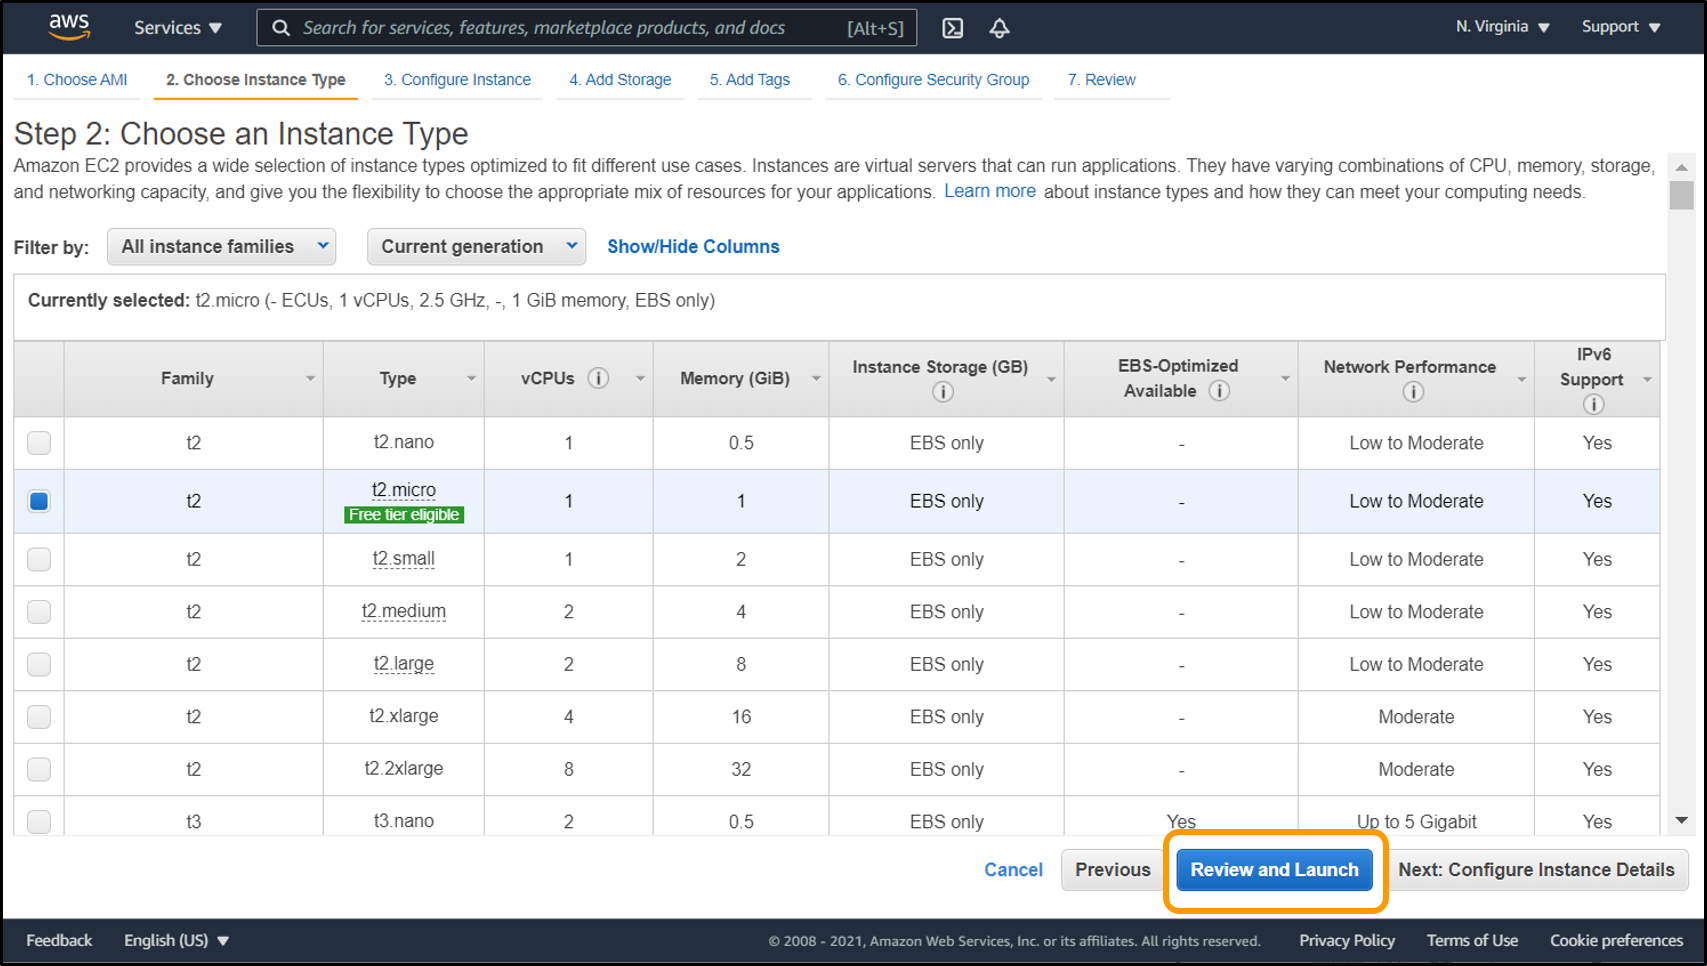 aws Services Search for services, features, marketplace products, and docs [Alt+S] N. Virginia Support
1. Choose AMI 2. Choose Instance Type 3. Configure Instance 4. Add Storage 5. Add Tags 6. Configure Security Group 7. Review
Step 2: Choose an Instance Type
Amazon EC2 provides a wide selection of instance types optimized to fit different use cases. Instances are virtual servers that can run applications. They have varying combinations of CPU, memory, storage,
and networking capacity, and give you the flexibility to choose the appropriate mix of resources for your applications. Learn more about instance types and how they can meet your computing needs.
Filter by: All instance families Current generation Show/Hide Columns
Currently selected: t2.micro (- ECUs, 1 vCPUs, 2.5 GHz, -, 1 GiB memory, EBS only)
Family Type vCPUs i Memory (GiB) Instance Storage (GB) i EBS-Optimized Available i Network Performance i IPv6 Support i
t2 t2.nano 1 0.5 EBS only - Low to Moderate Yes
t2 t2.micro Free tier eligible 1 1 EBS only - Low to Moderate Yes
t2 t2.small 1 2 EBS only - Low to Moderate Yes
t2 t2.medium 2 4 EBS only - Low to Moderate Yes
t2 t2.large 2 8 EBS only - Low to Moderate Yes
t2 t2.xlarge 4 16 EBS only - Moderate Yes
t2 t2.2xlarge 8 32 EBS only - Moderate Yes
t3 t3.nano 2 0.5 EBS only Yes Up to 5 Gigabit Yes
Cancel Previous Review and Launch Next: Configure Instance Details
Feedback English (US) © 2008 - 2021, Amazon Web Services, Inc. or its affiliates. All rights reserved. Privacy Policy Terms of Use Cookie preferences